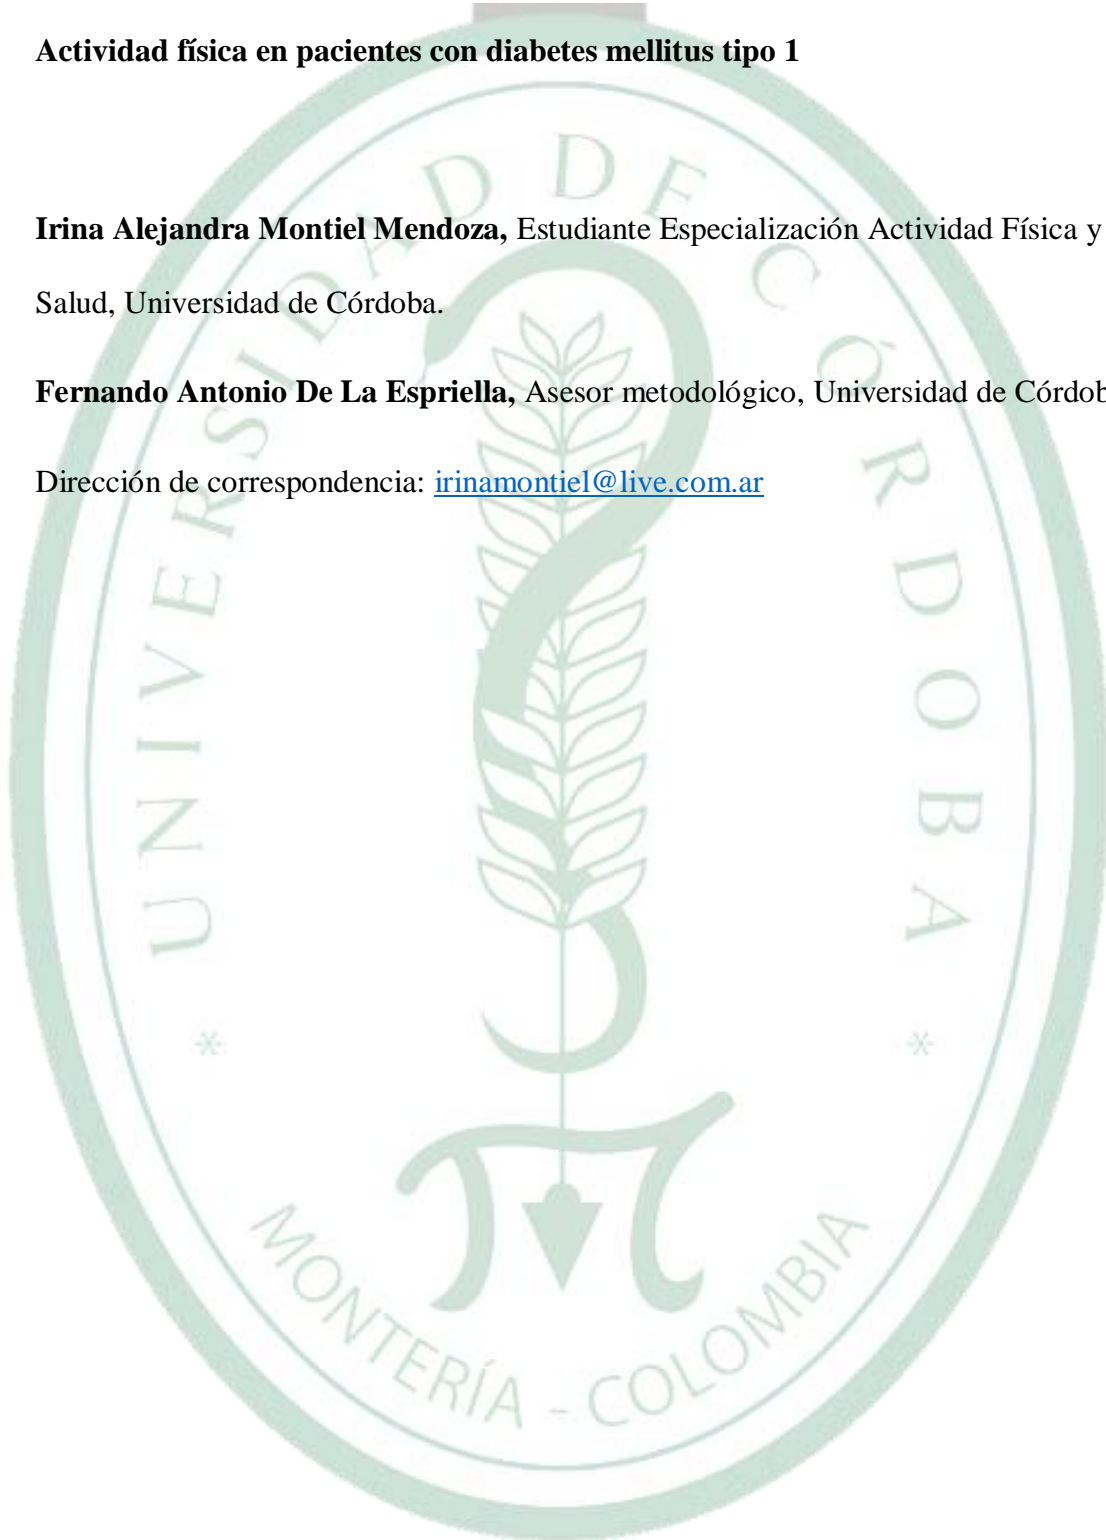 Actividad física en pacientes con diabetes mellitus tipo 1
Irina Alejandra Montiel Mendoza, Estudiante Especialización Actividad Física y
Salud, Universidad de Córdoba.
Fernando Antonio De La Espriella, Asesor metodológico, Universidad de Córdob
Dirección de correspondencia: irinamontiel@live.com.ar
UNIVERSIDAD DE CÓRDOBA
* *
MONTERÍA - COLOMBIA